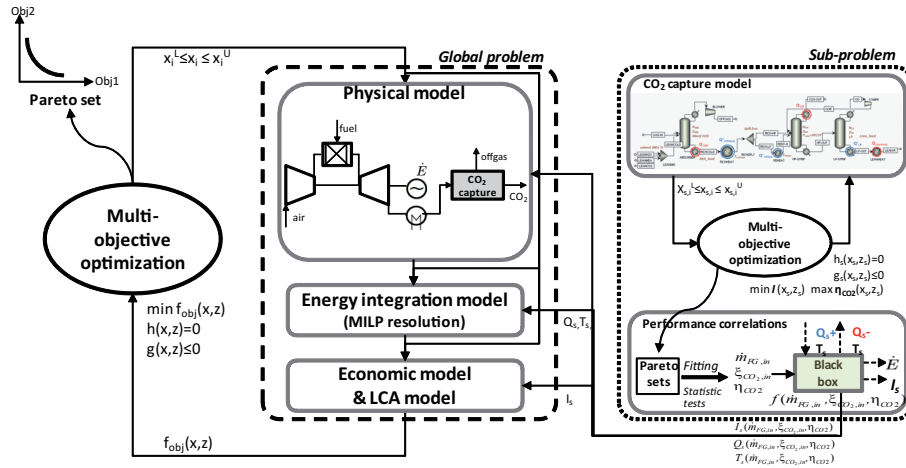 Obj2
Obj1
Pareto set
x_i^L≤x_i ≤ x_i^U
Multi-
objective
optimization
min f_obj(x,z)
h(x,z)=0
g(x,z)≤0
f_obj(x,z)
Global problem
Physical model
fuel
air
Ė
M
offgas
CO₂
capture
CO₂
Energy integration model
(MILP resolution)
Economic model
& LCA model
Q_s,T_s,
I_s
Sub-problem
CO₂ capture model
X_s,i^L≤x_s,i ≤ x_s,i^U
Multi-
objective
optimization
h_s(x_s,z_s)=0
g_s(x_s,z_s)≤0
min I(x_s,z_s) max η_CO2(x_s,z_s)
Performance correlations
Pareto
sets
Fitting
Statistic
tests
ṁ_FG,in
ξ_CO₂,in
η_CO2
Q_s+ Q_s-
T_s T_s
Black
box
Ė
I_s
f(ṁ_FG,in,ξ_CO₂,in,η_CO2)
I_s(ṁ_FG,in,ξ_CO₂,in,η_CO2)
Q_s(ṁ_FG,in,ξ_CO₂,in,η_CO2)
T_s(ṁ_FG,in,ξ_CO₂,in,η_CO2)